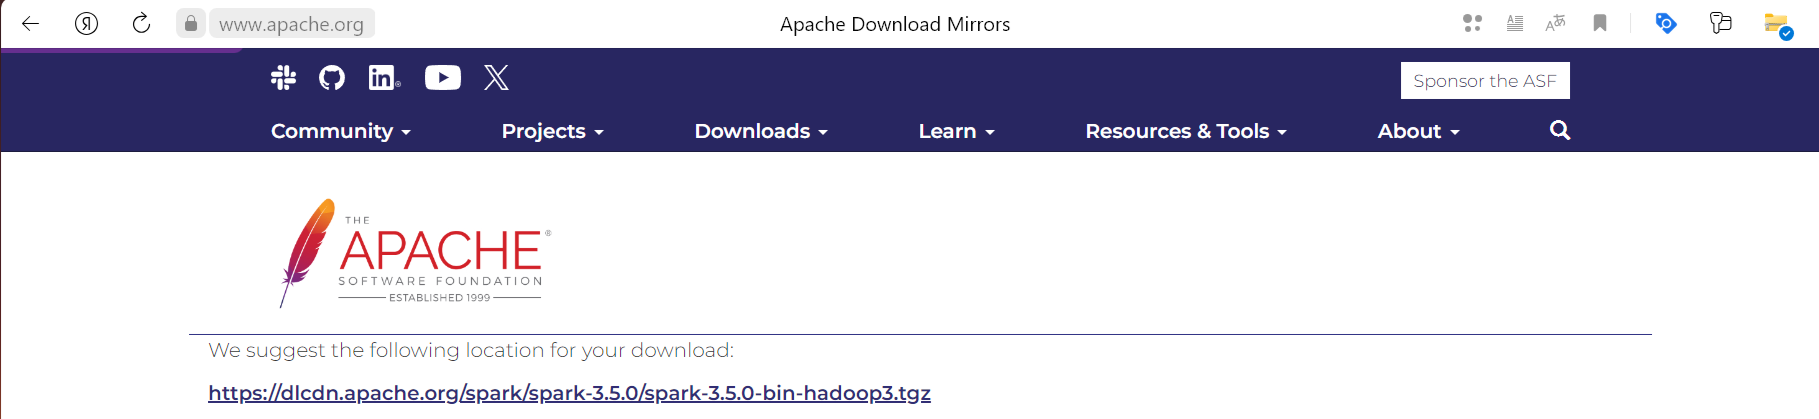 www.apache.org
Apache Download Mirrors
Sponsor the ASF
Community
Projects
Downloads
Learn
Resources & Tools
About
THE
APACHE®
SOFTWARE FOUNDATION
ESTABLISHED 1999
We suggest the following location for your download:
https://dlcdn.apache.org/spark/spark-3.5.0/spark-3.5.0-bin-hadoop3.tgz